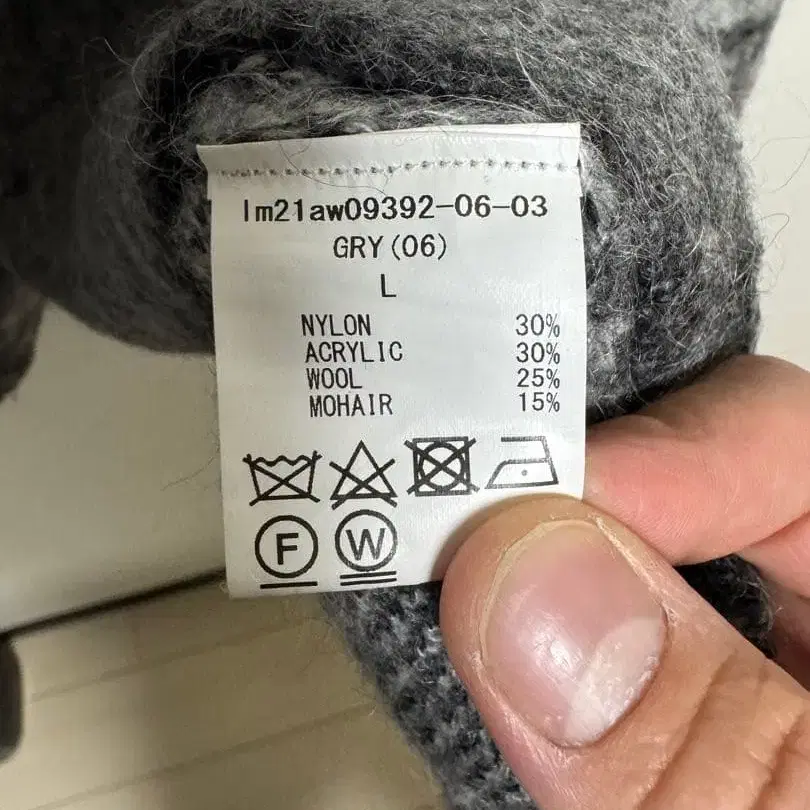 lm21aw09392-06-03
GRY(06)
L
NYLON 30%
ACRYLIC 30%
WOOL 25%
MOHAIR 15%
F W